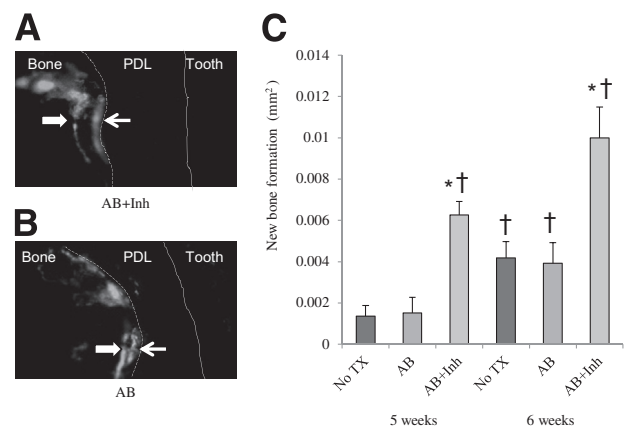 A
Bone PDL Tooth
AB+Inh
B
Bone PDL Tooth
AB
C
New bone formation (mm²)
0.014
0.012
0.01
0.008
0.006
0.004
0.002
0
*†
†
†
*†
No TX
AB
AB+Inh
No TX
AB
AB+Inh
5 weeks
6 weeks